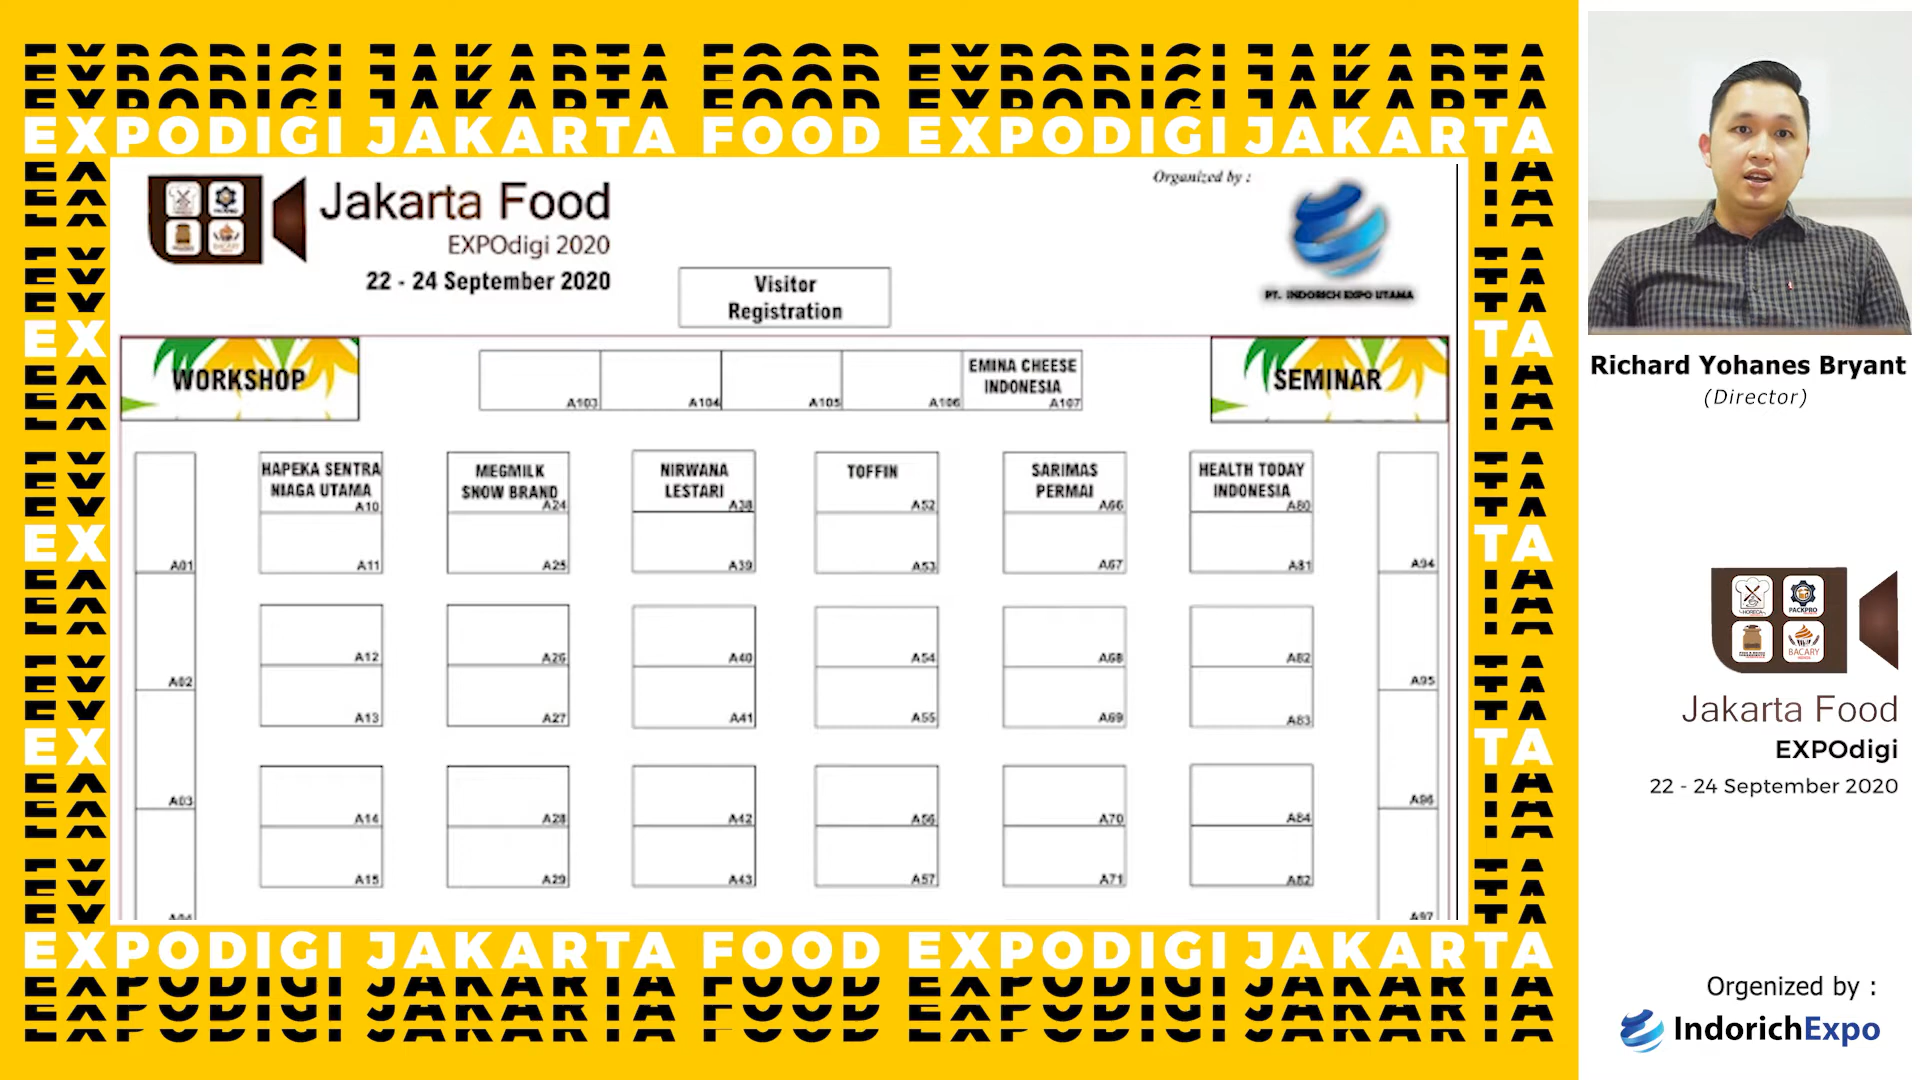 EXPODIGI JAKARTA FOOD EXPODIGI JAKARTA
Jakarta Food
EXPOdigi 2020
22 - 24 September 2020
Organized by :
PT. INDORICH EXPO UTAMA
Visitor
Registration
WORKSHOP
A103
A104
A105
A106
EMINA CHEESE
INDONESIA
A107
SEMINAR
HAPEKA SENTRA
NIAGA UTAMA
A10
MEGMILK
SNOW BRAND
A24
NIRWANA
LESTARI
A38
TOFFIN
A52
SARIMAS
PERMAI
A66
HEALTH TODAY
INDONESIA
A80
A01
A11
A25
A39
A53
A67
A81
A94
A12
A26
A40
A54
A68
A82
A02
A13
A27
A41
A55
A69
A83
A95
A03
A14
A28
A42
A56
A70
A84
A96
A15
A29
A43
A57
A71
A82
A97
EXPODIGI JAKARTA FOOD EXPODIGI JAKARTA
Richard Yohanes Bryant
(Director)
HORECA
PACKPRO
BACARY
Jakarta Food
EXPOdigi
22 - 24 September 2020
Orgenized by :
IndorichExpo